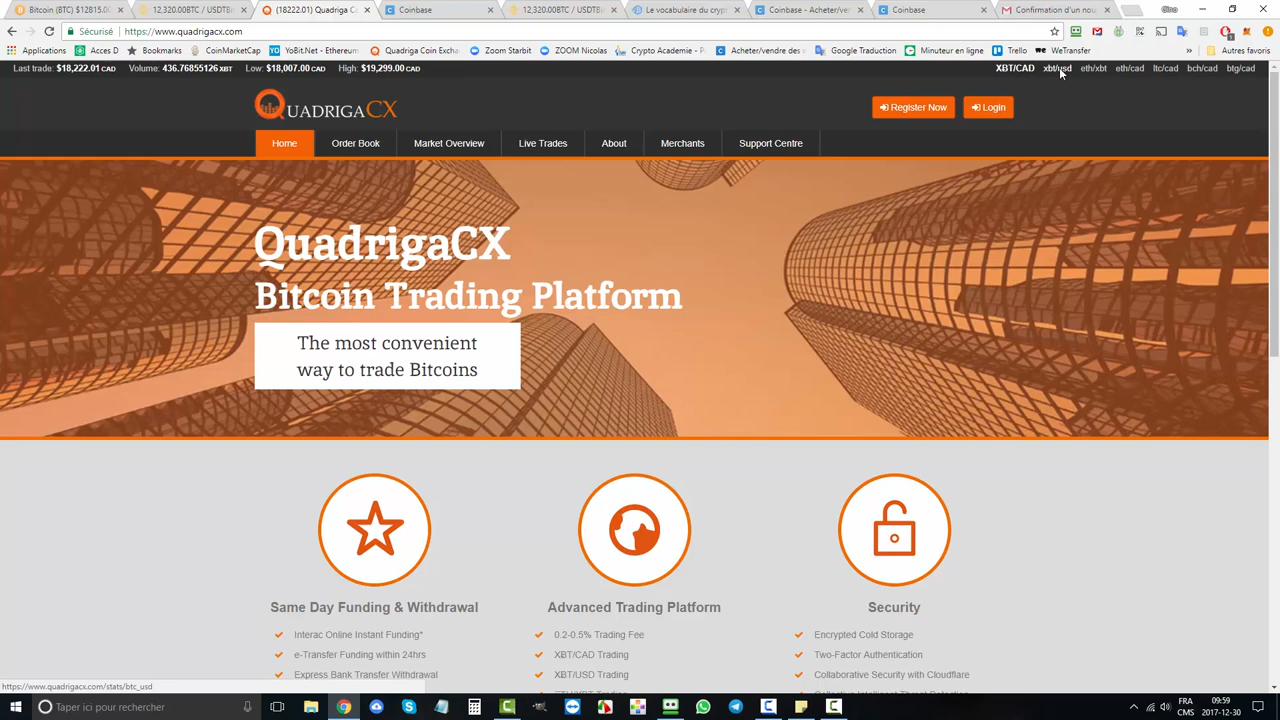 Bitcoin (BTC) $12815.0
12,320.00BTC / USDTBi
(18222.01) Quadriga C
Coinbase
12,320.00BTC / USDTBi
Le vocabulaire du cryp
Coinbase - Acheter/ve
Coinbase
Confirmation d'un nou
Gino
Sécurisé
https://www.quadrigacx.com
Applications
Acces D
Bookmarks
CoinMarketCap
YoBit.Net - Ethereum
Quadriga Coin Exchan
Zoom Starbit
ZOOM Nicolas
Crypto Academie - P
Acheter/vendre des
Google Traduction
Minuteur en ligne
Trello
WeTransfer
»
Autres favoris
Last trade: $18,222.01 CAD Volume: 436.76855126 XBT Low: $18,007.00 CAD High: $19,299.00 CAD
XBT/CAD xbt/usd eth/xbt eth/cad ltc/cad bch/cad btg/cad
QUADRIGACX
Register Now
Login
Home
Order Book
Market Overview
Live Trades
About
Merchants
Support Centre
QuadrigaCX
Bitcoin Trading Platform
The most convenient
way to trade Bitcoins
Same Day Funding & Withdrawal
Interac Online Instant Funding*
e-Transfer Funding within 24hrs
Express Bank Transfer Withdrawal
Advanced Trading Platform
0.2-0.5% Trading Fee
XBT/CAD Trading
XBT/USD Trading
ETH/XBT Trading
Security
Encrypted Cold Storage
Two-Factor Authentication
Collaborative Security with Cloudflare
https://www.quadrigacx.com/stats/btc_usd
Taper ici pour rechercher
FRA
CMS
09:59
2017-12-30